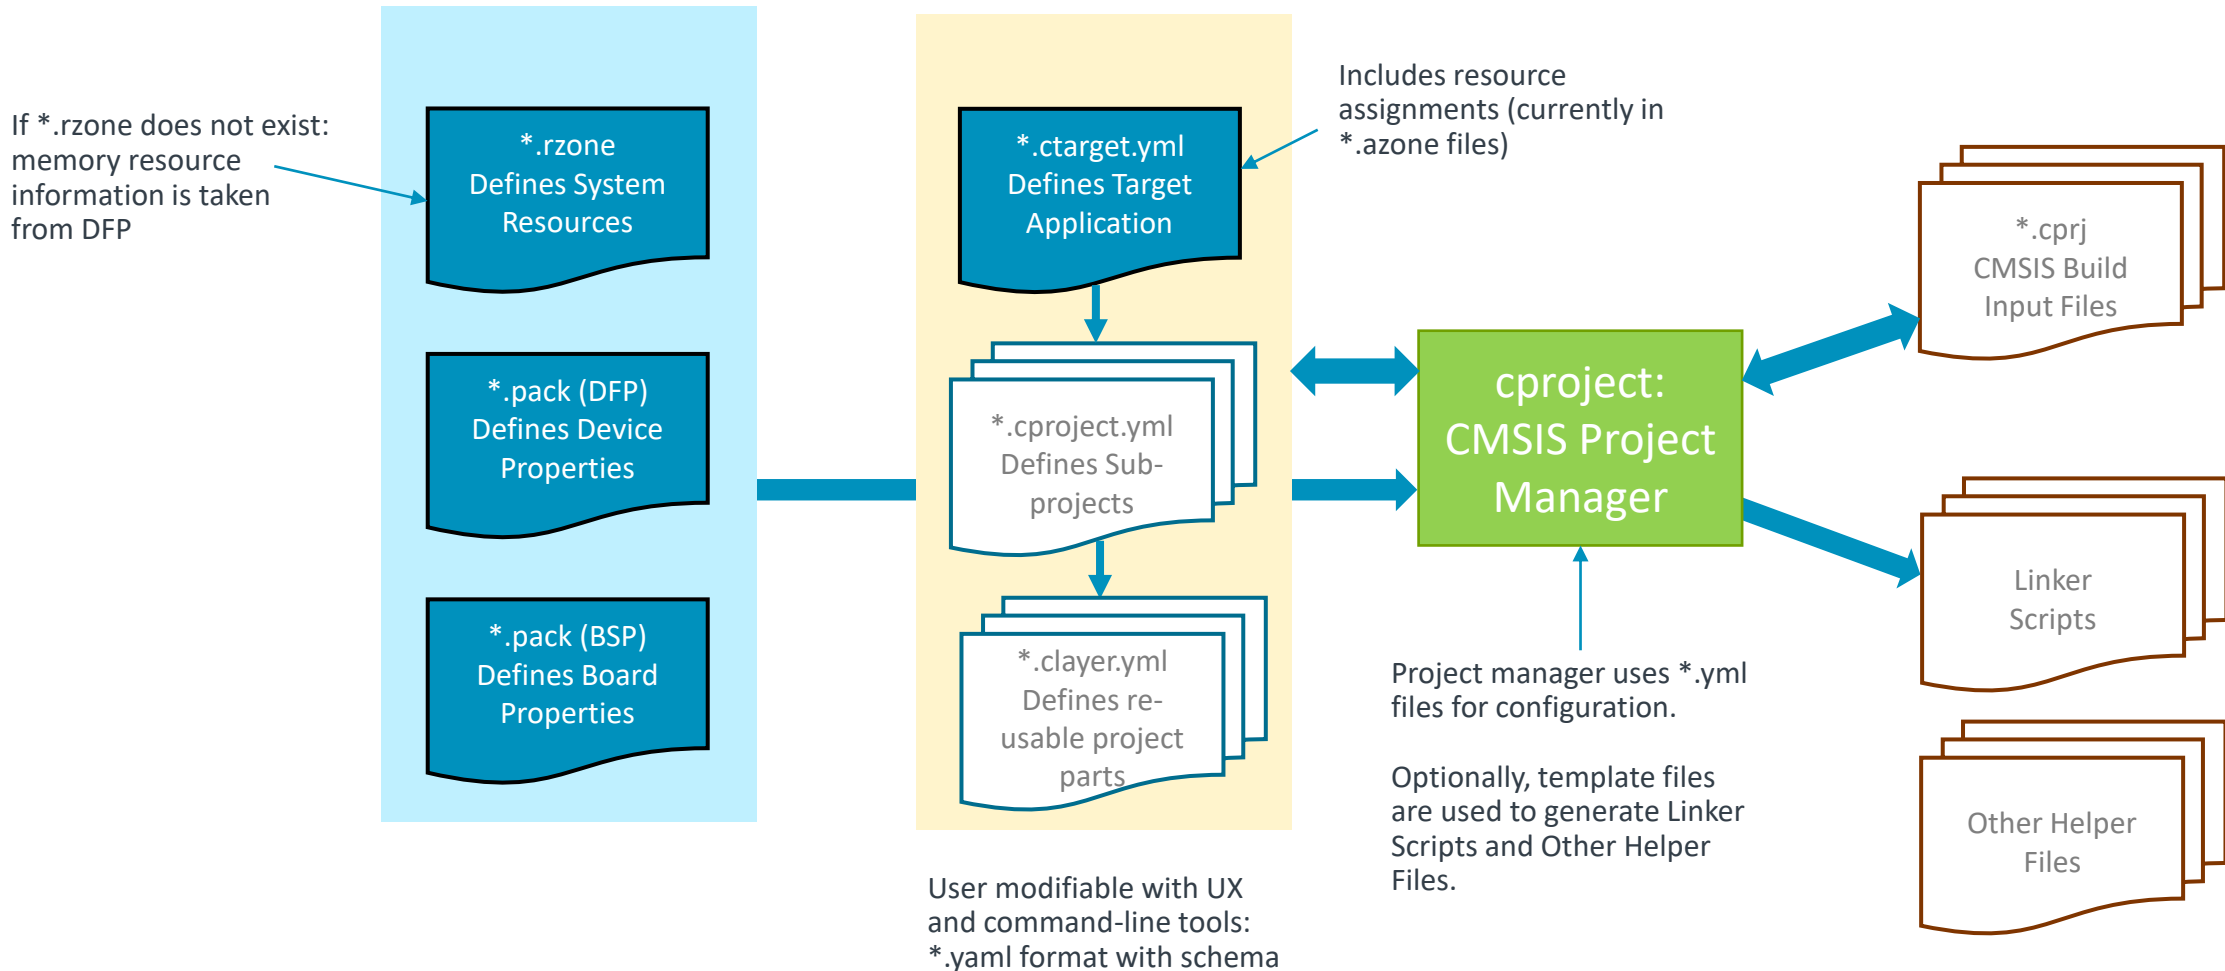 If *.rzone does not exist:
memory resource
information is taken
from DFP
*.rzone
Defines System
Resources
*.pack (DFP)
Defines Device
Properties
*.pack (BSP)
Defines Board
Properties
*.ctarget.yml
Defines Target
Application
*.cproject.yml
Defines Sub-
projects
*.clayer.yml
Defines re-
usable project
parts
User modifiable with UX
and command-line tools:
*.yaml format with schema
Includes resource
assignments (currently in
*.azone files)
cproject:
CMSIS Project
Manager
Project manager uses *.yml
files for configuration.
Optionally, template files
are used to generate Linker
Scripts and Other Helper
Files.
*.cprj
CMSIS Build
Input Files
Linker
Scripts
Other Helper
Files